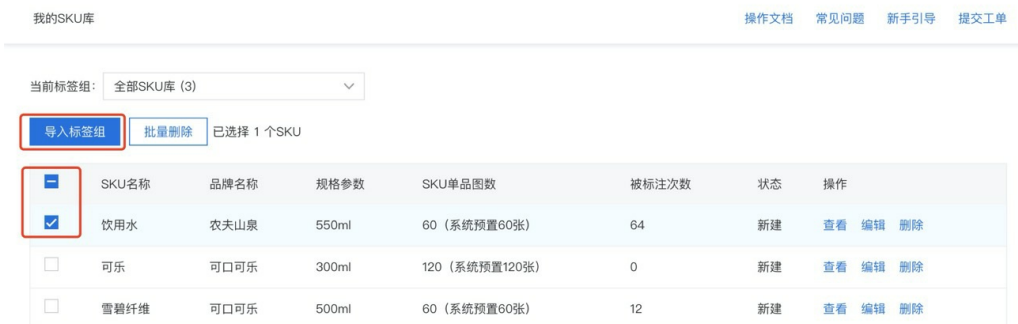 我的SKU库 操作文档 常见问题 新手引导 提交工单
当前标签组： 全部SKU库 (3)
导入标签组 批量删除 已选择 1 个SKU
SKU名称 品牌名称 规格参数 SKU单品图数 被标注次数 状态 操作
饮用水 农夫山泉 550ml 60（系统预置60张） 64 新建 查看 编辑 删除
可乐 可口可乐 300ml 120（系统预置120张） 0 新建 查看 编辑 删除
雪碧纤维 可口可乐 500ml 60（系统预置60张） 12 新建 查看 编辑 删除